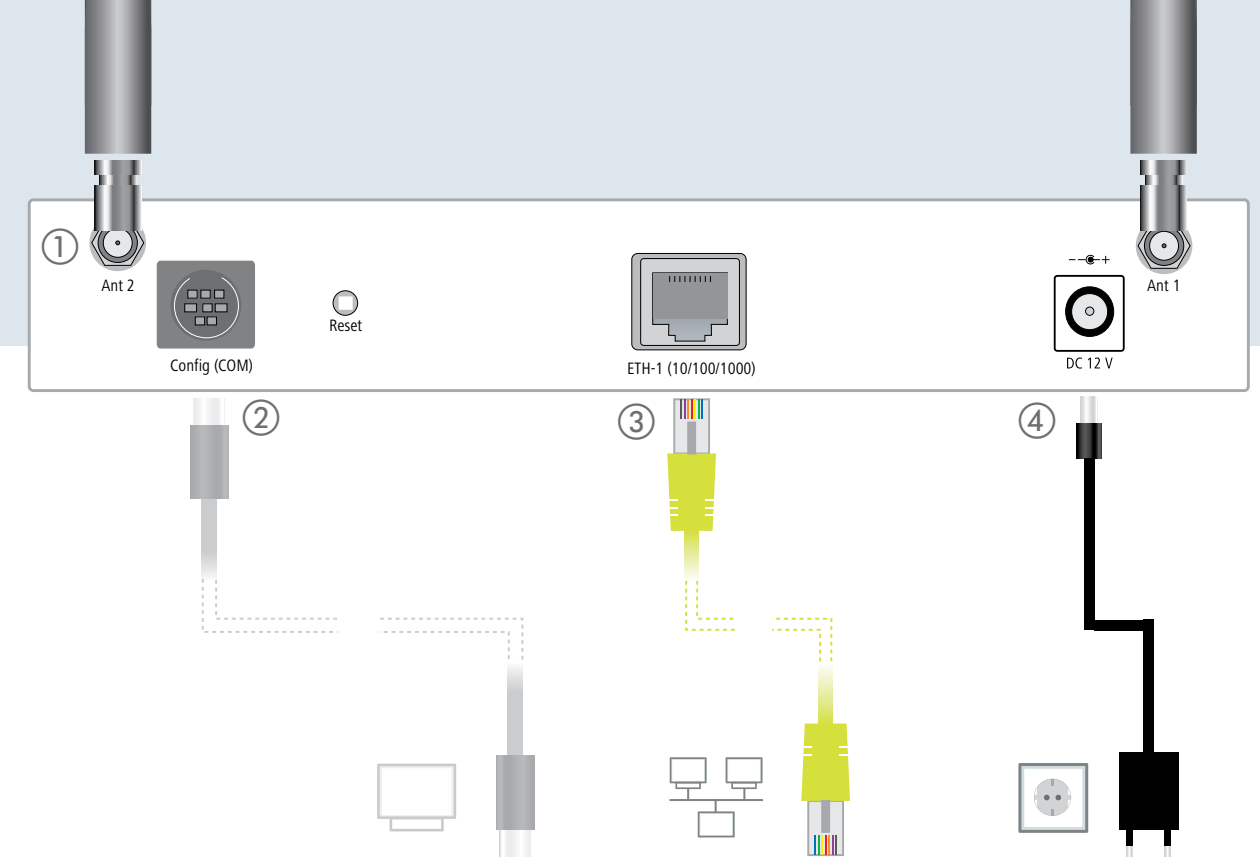 ①
Ant 2
Config (COM)
Reset
ETH-1 (10/100/1000)
- +
DC 12 V
Ant 1
②
③
④